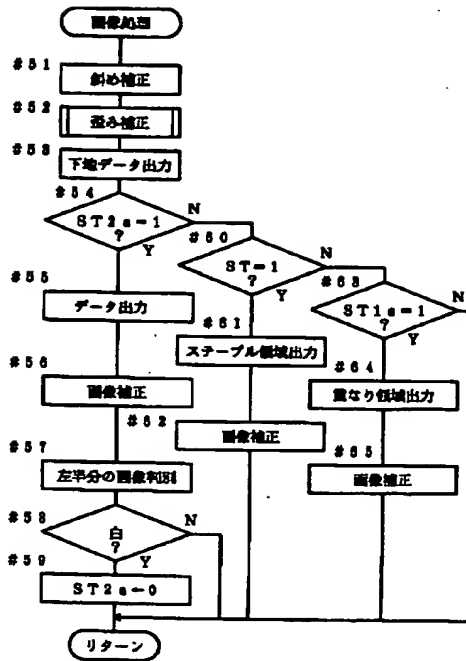 画像処理
#51
斜め補正
#52
歪み補正
#53
下地データ出力
#54
ST2a=1
?
N
Y
#60
ST=1
?
N
Y
#63
ST1a=1
?
N
Y
#55
データ出力
#61
ステープル領域出力
#64
重なり領域出力
#56
画像補正
#62
画像補正
#65
画像補正
#57
左半分の画像判別
#58
白
?
N
Y
#59
ST2a←0
リターン